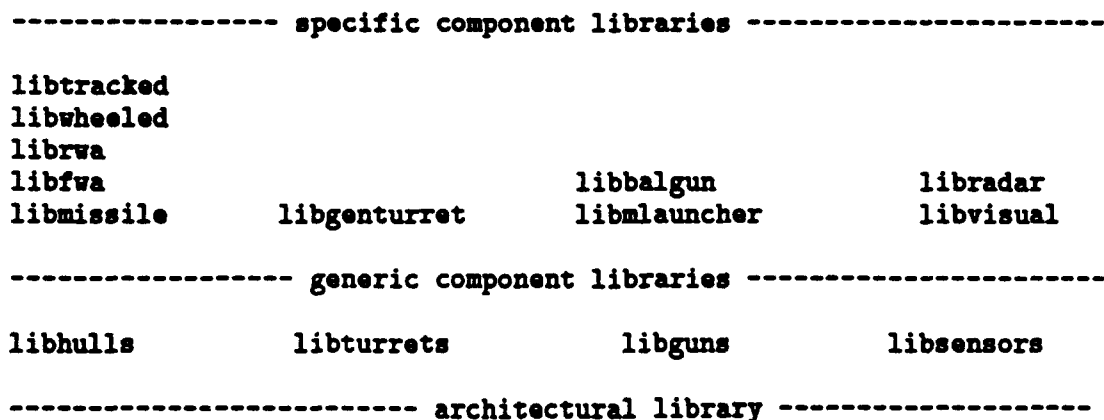 ----------------- specific component libraries -----------------------
libtracked
libwheeled
librwa
libfwa libbalgun libradar
libmissile libgenturret libmlauncher libvisual
------------------ generic component libraries -----------------------
libhulls libturrets libguns libsensors
-------------------------- architectural library --------------------